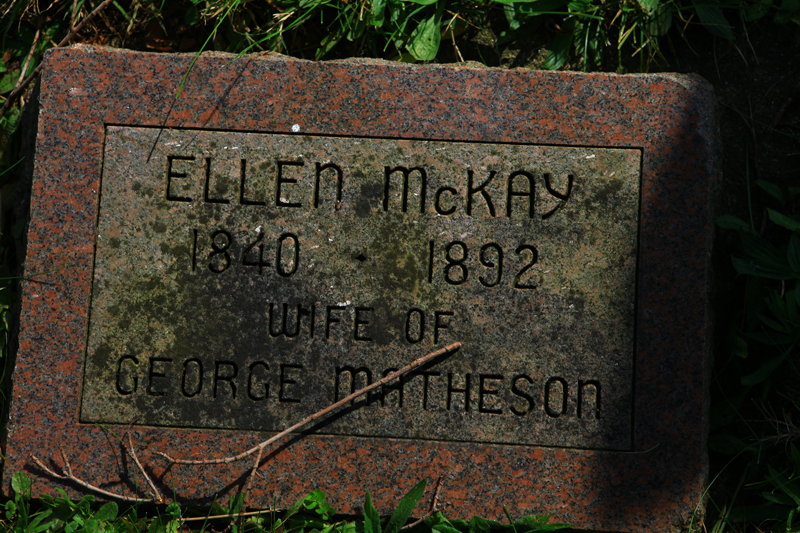 ELLEN McKAY
1840 · 1892
WIFE OF
GEORGE MATHESON